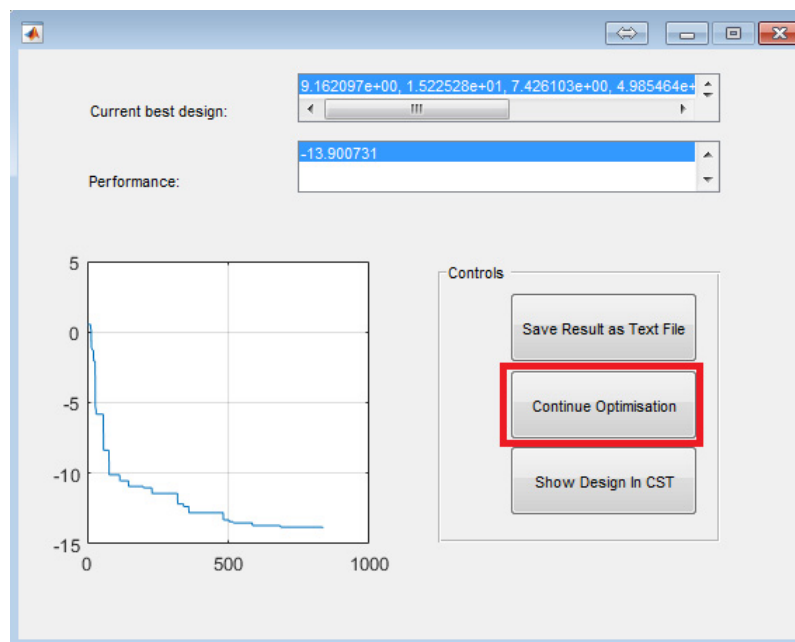 Current best design:
9.162097e+00, 1.522528e+01, 7.426103e+00, 4.985464e+
Performance:
-13.900731
5
0
-5
-10
-15
0
500
1000
Controls
Save Result as Text File
Continue Optimisation
Show Design In CST